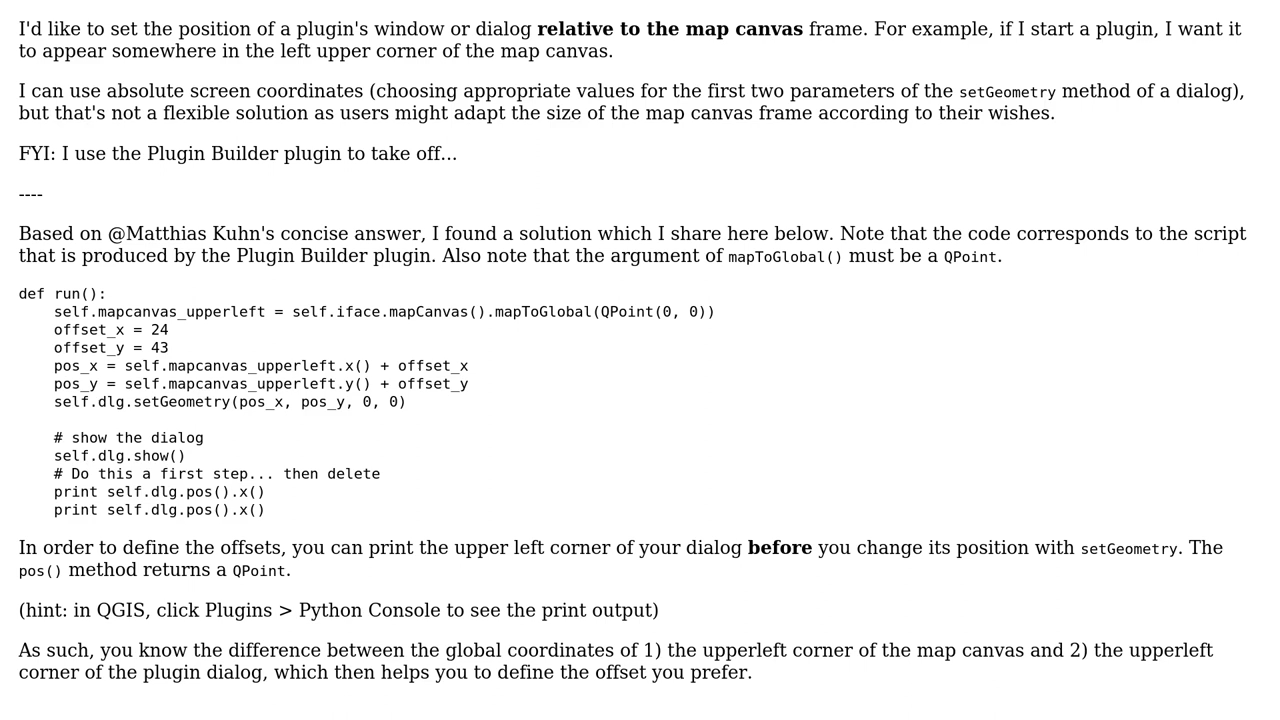 I'd like to set the position of a plugin's window or dialog relative to the map canvas frame. For example, if I start a plugin, I want it
to appear somewhere in the left upper corner of the map canvas.
I can use absolute screen coordinates (choosing appropriate values for the first two parameters of the setGeometry method of a dialog),
but that's not a flexible solution as users might adapt the size of the map canvas frame according to their wishes.
FYI: I use the Plugin Builder plugin to take off...
----
Based on @Matthias Kuhn's concise answer, I found a solution which I share here below. Note that the code corresponds to the script
that is produced by the Plugin Builder plugin. Also note that the argument of mapToGlobal() must be a QPoint.
def run():
    self.mapcanvas_upperleft = self.iface.mapCanvas().mapToGlobal(QPoint(0, 0))
    offset_x = 24
    offset_y = 43
    pos_x = self.mapcanvas_upperleft.x() + offset_x
    pos_y = self.mapcanvas_upperleft.y() + offset_y
    self.dlg.setGeometry(pos_x, pos_y, 0, 0)
    # show the dialog
    self.dlg.show()
    # Do this a first step... then delete
    print self.dlg.pos().x()
    print self.dlg.pos().x()
In order to define the offsets, you can print the upper left corner of your dialog before you change its position with setGeometry. The
pos() method returns a QPoint.
(hint: in QGIS, click Plugins > Python Console to see the print output)
As such, you know the difference between the global coordinates of 1) the upperleft corner of the map canvas and 2) the upperleft
corner of the plugin dialog, which then helps you to define the offset you prefer.